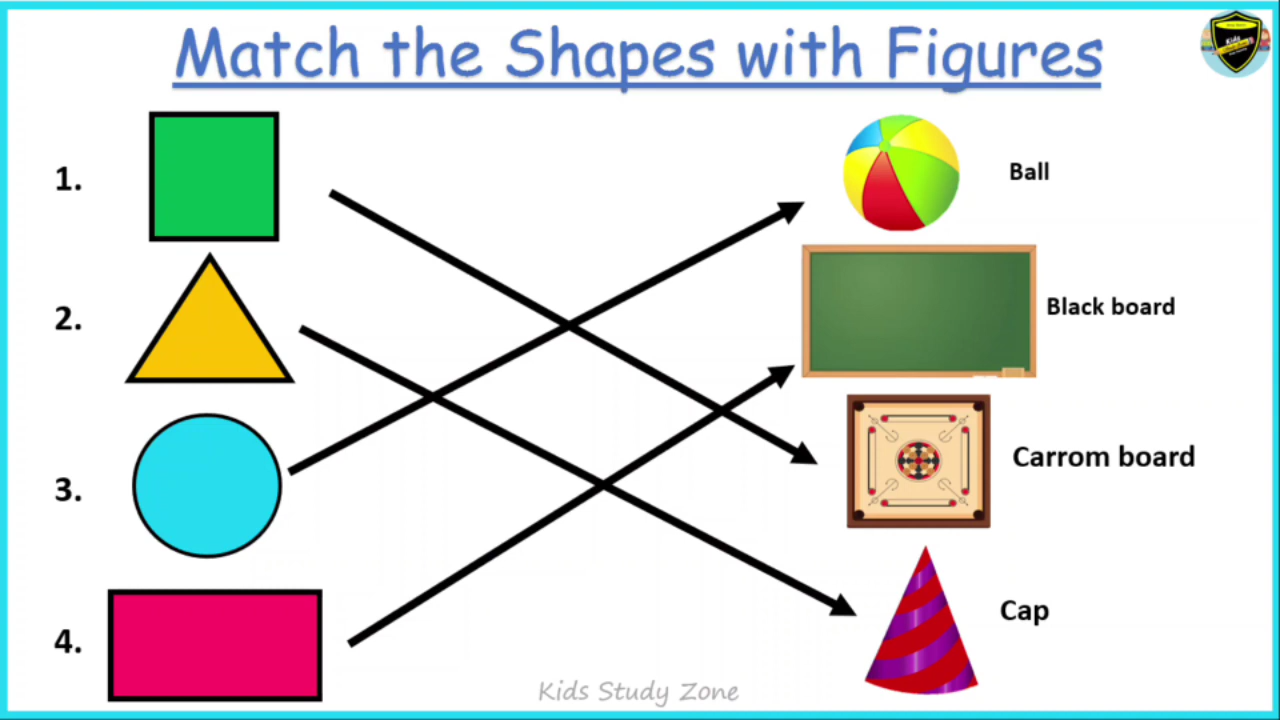 Match the Shapes with Figures
1.
Ball
2.
Black board
3.
Carrom board
4.
Cap
Kids Study Zone